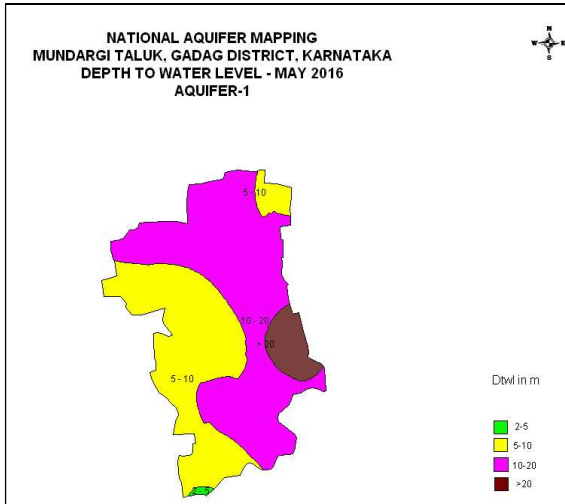 NATIONAL AQUIFER MAPPING
MUNDARGI TALUK, GADAG DISTRICT, KARNATAKA
DEPTH TO WATER LEVEL - MAY 2016
AQUIFER-1
N
W E
S
5 - 10
10 - 20
> 20
5 - 10
Dtwl in m
2-5
5-10
10-20
>20